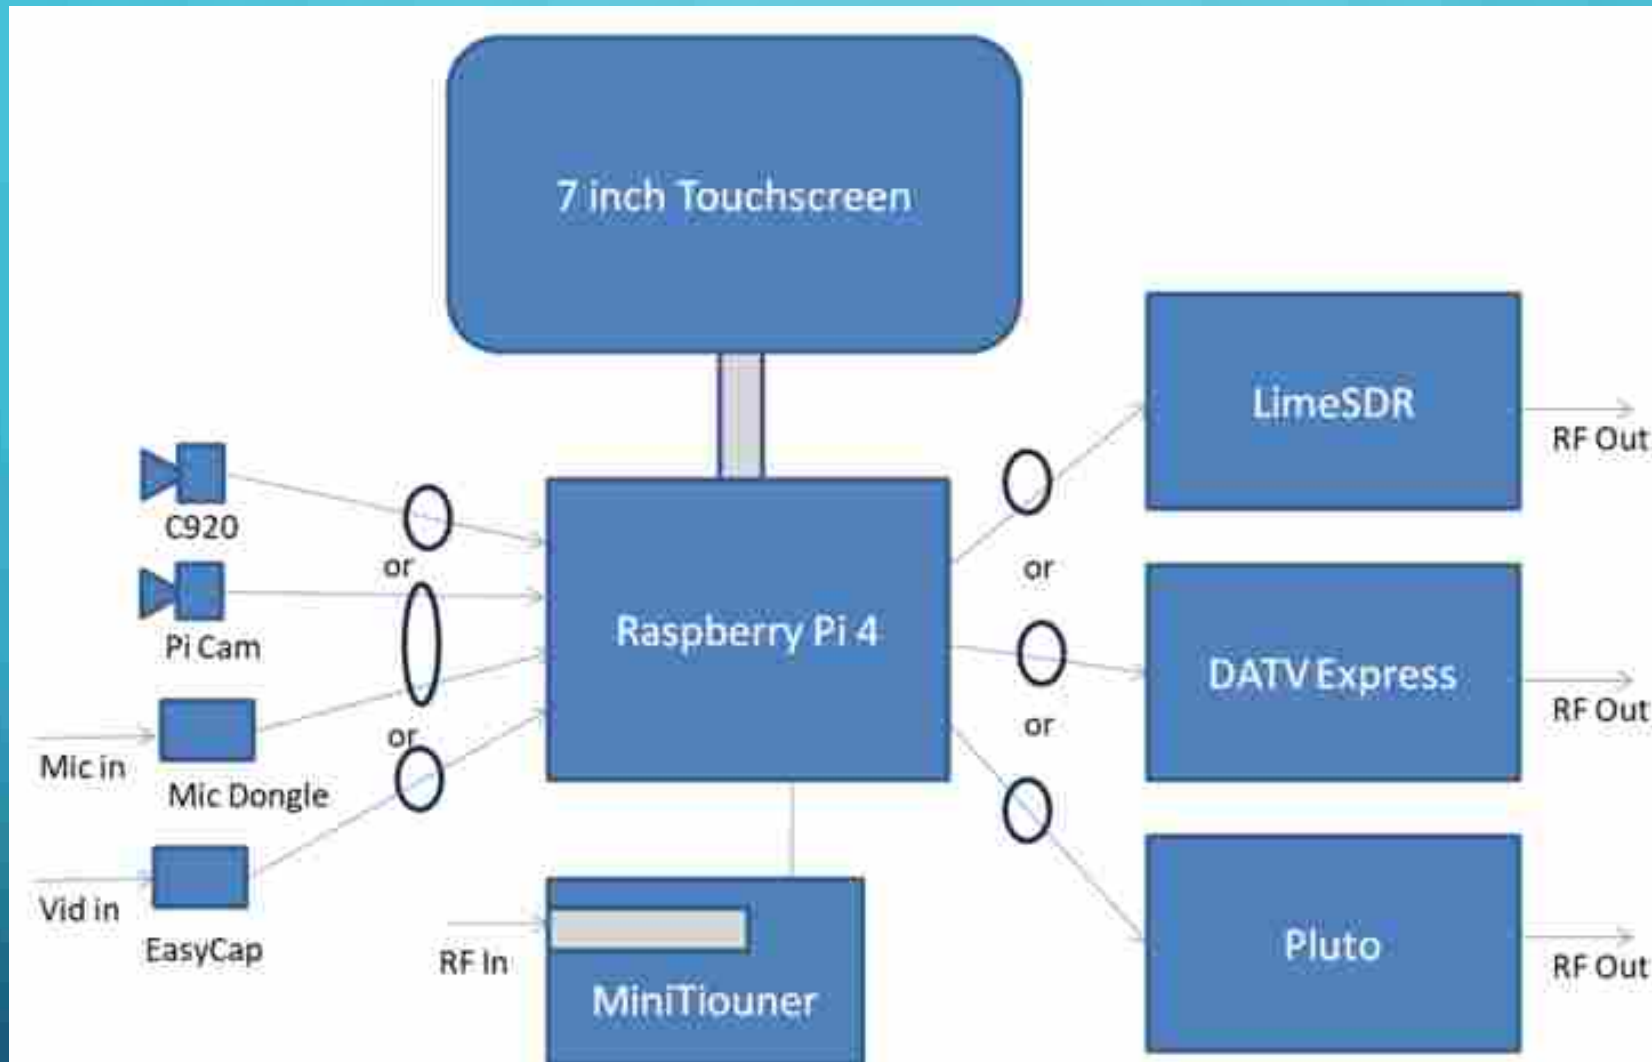 7 inch Touchscreen
LimeSDR
RF Out
C920
or
or
Pi Cam
Raspberry Pi 4
DATV Express
RF Out
or
or
Mic in
Mic Dongle
Vid in
EasyCap
RF In
MiniTiouner
Pluto
RF Out